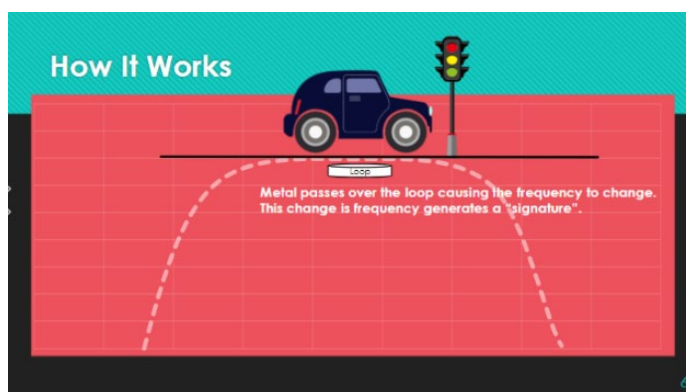 How It Works
Loop
Metal passes over the loop causing the frequency to change.
This change is frequency generates a "signature".